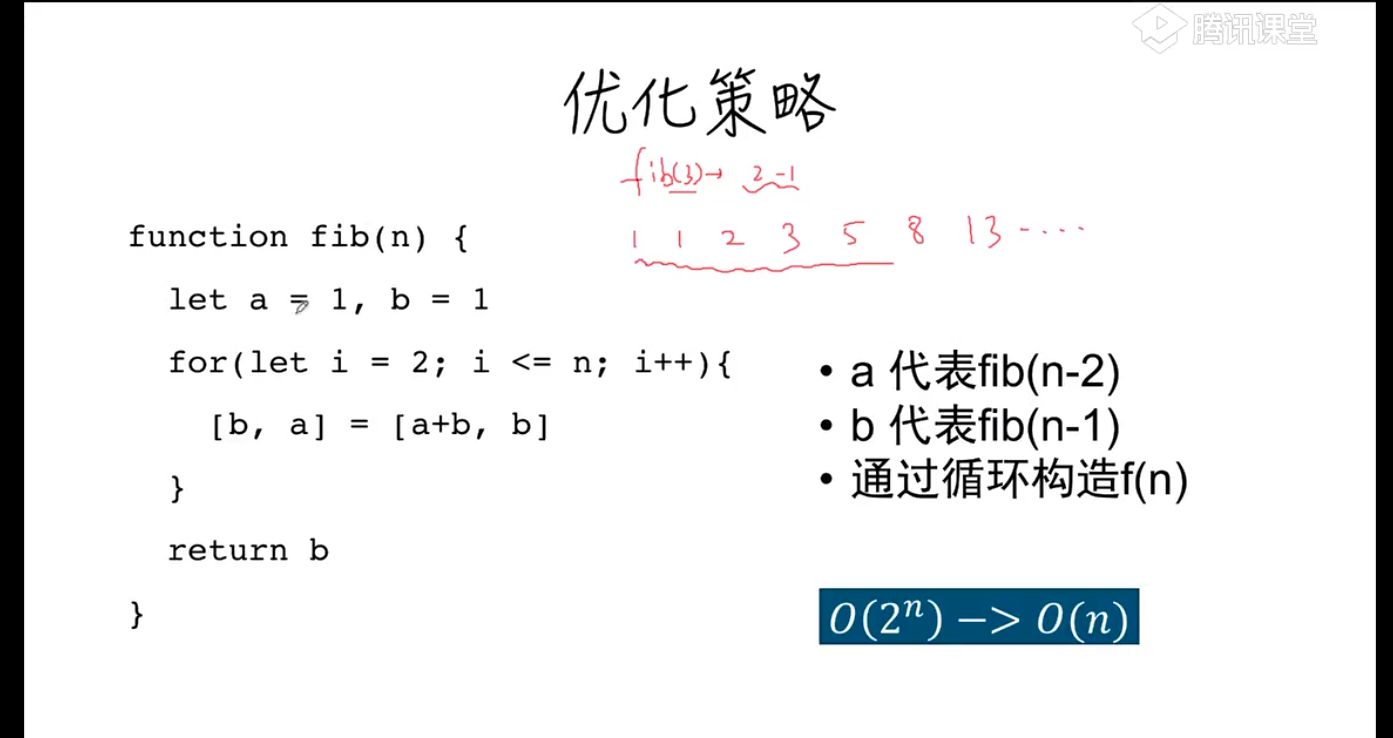 腾讯课堂
优化策略
fib(3)→ 2-1
1 1 2 3 5 8 13 -····
function fib(n) {
let a = 1, b = 1
for(let i = 2; i <= n; i++){
[b, a] = [a+b, b]
}
return b
}
• a 代表fib(n-2)
• b 代表fib(n-1)
• 通过循环构造f(n)
O(2ⁿ) −> O(n)